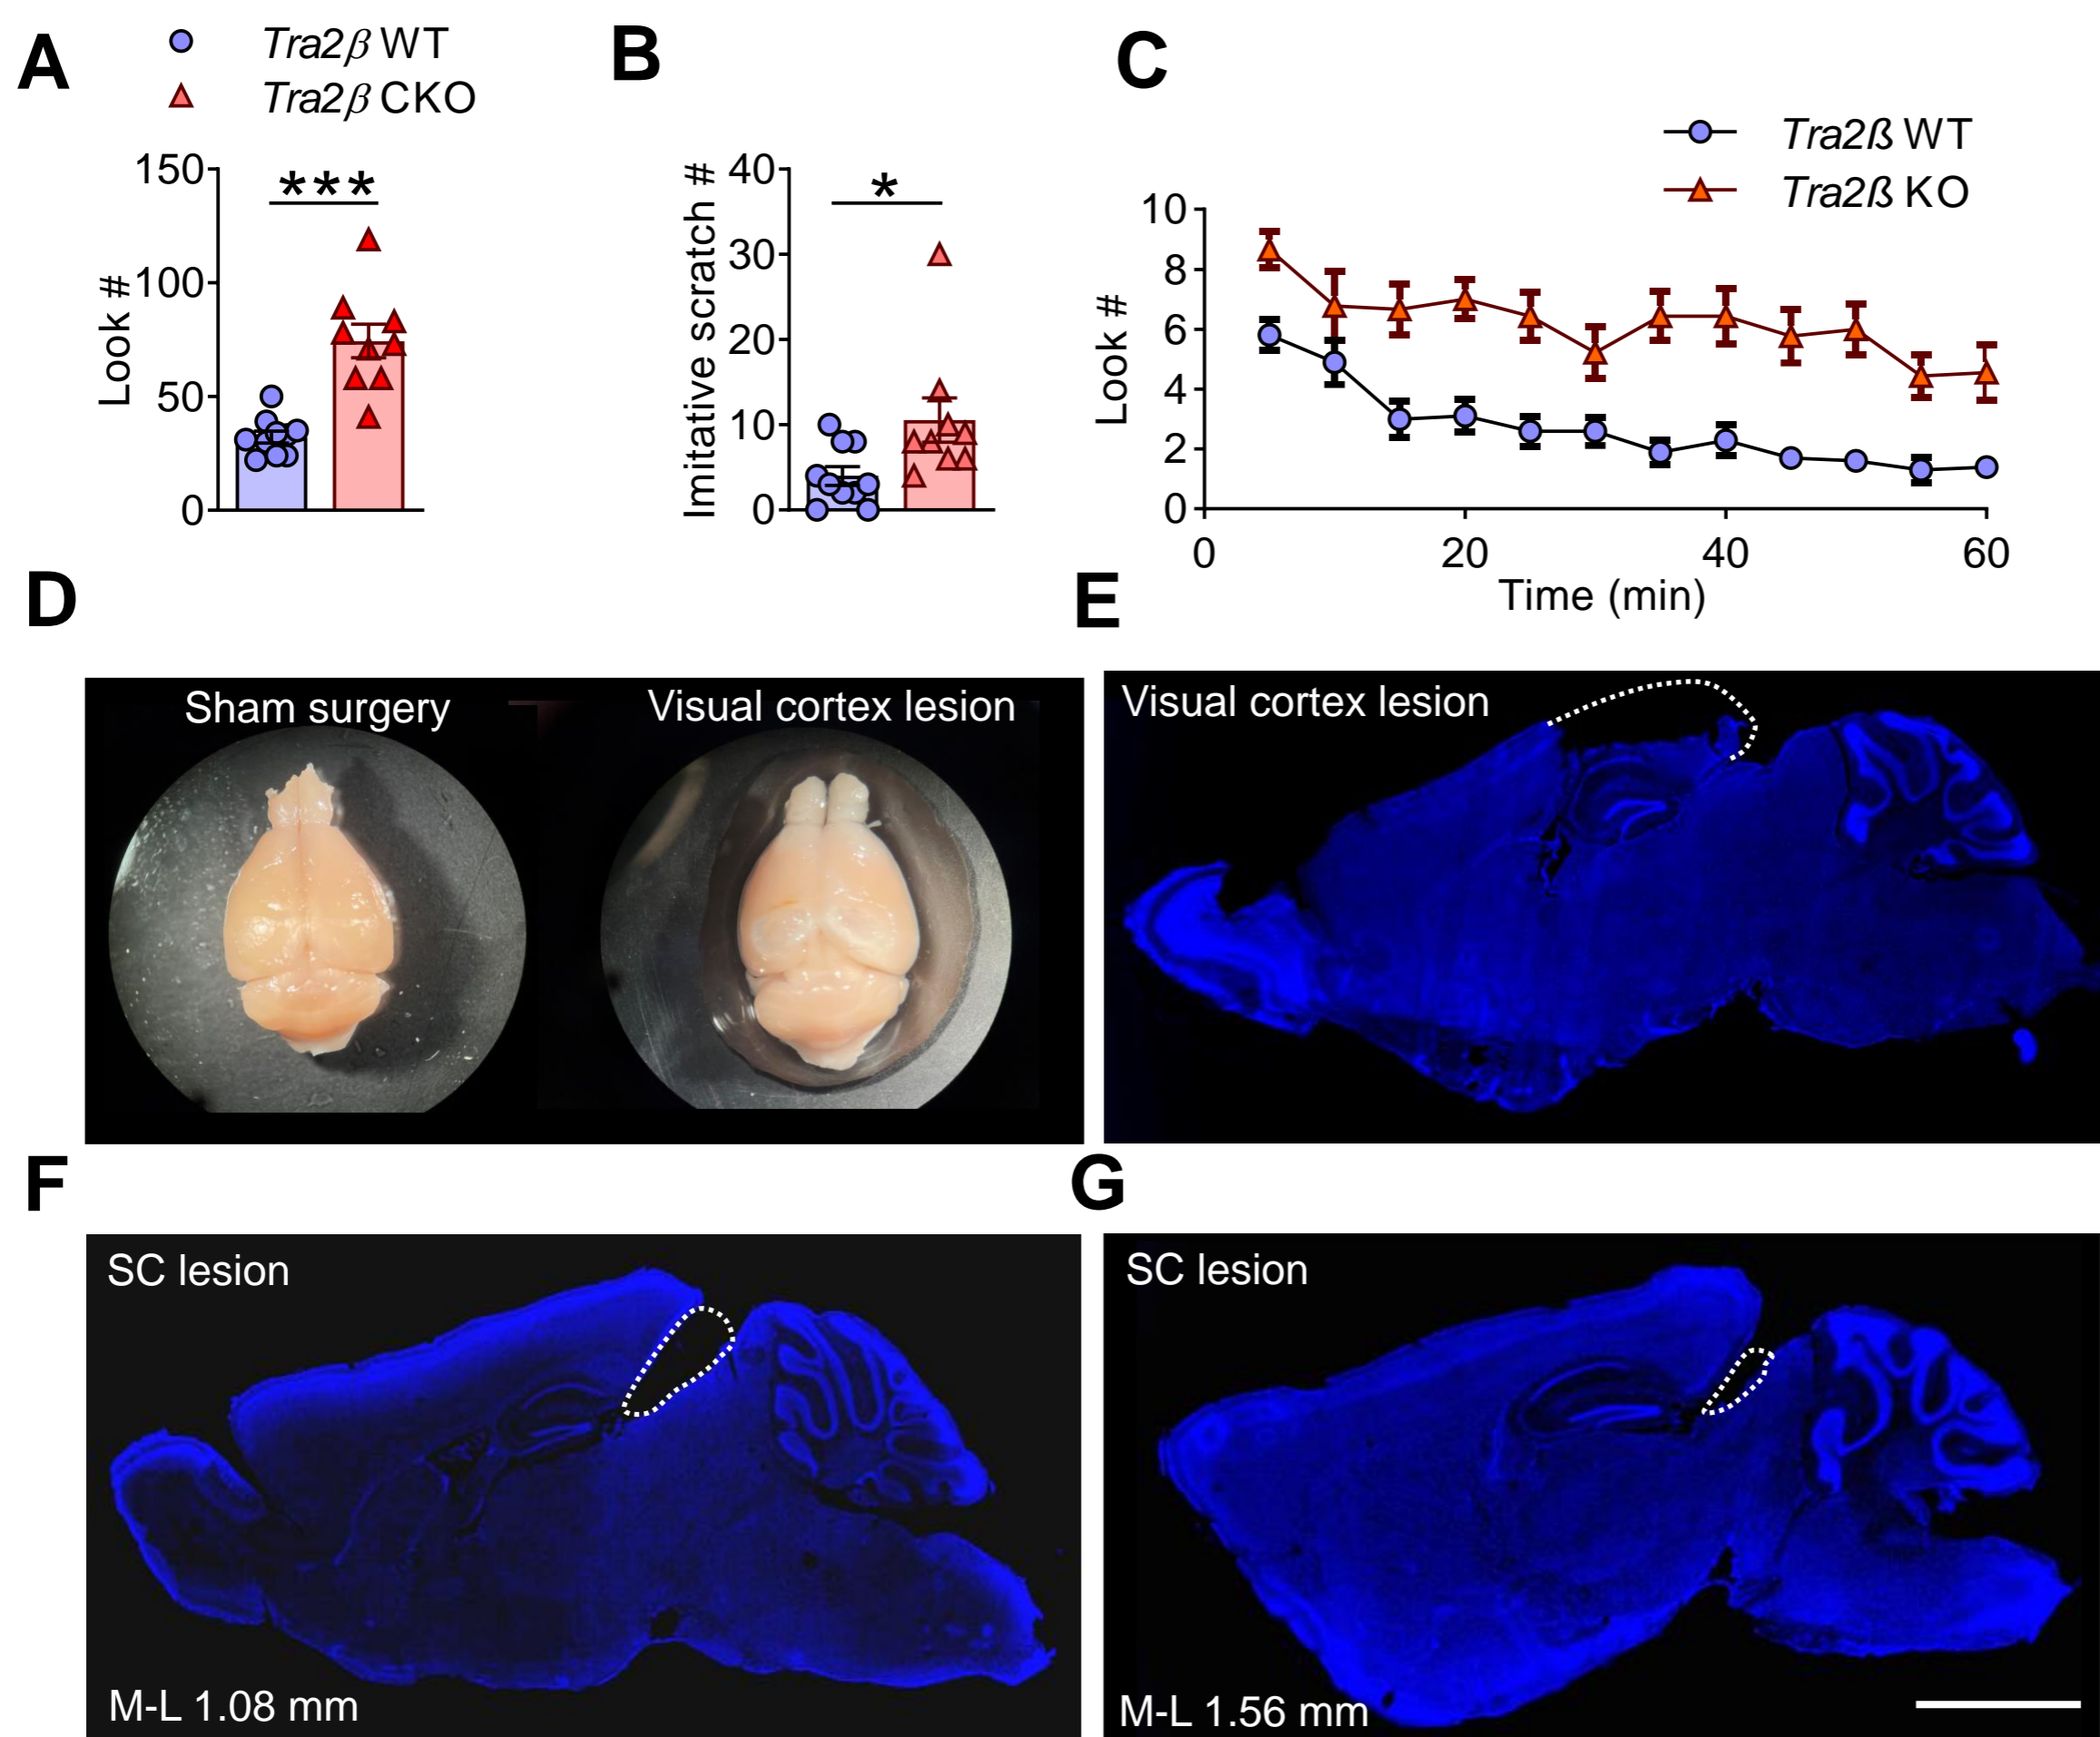 A
Tra2β WT
Tra2β CKO
Look #
150
100
50
0
***
B
Imitative scratch #
40
30
20
10
0
*
C
Tra2ß WT
Tra2ß KO
Look #
10
8
6
4
2
0
0 20 40 60
Time (min)
D
Sham surgery
Visual cortex lesion
E
Visual cortex lesion
F
SC lesion
M-L 1.08 mm
G
SC lesion
M-L 1.56 mm